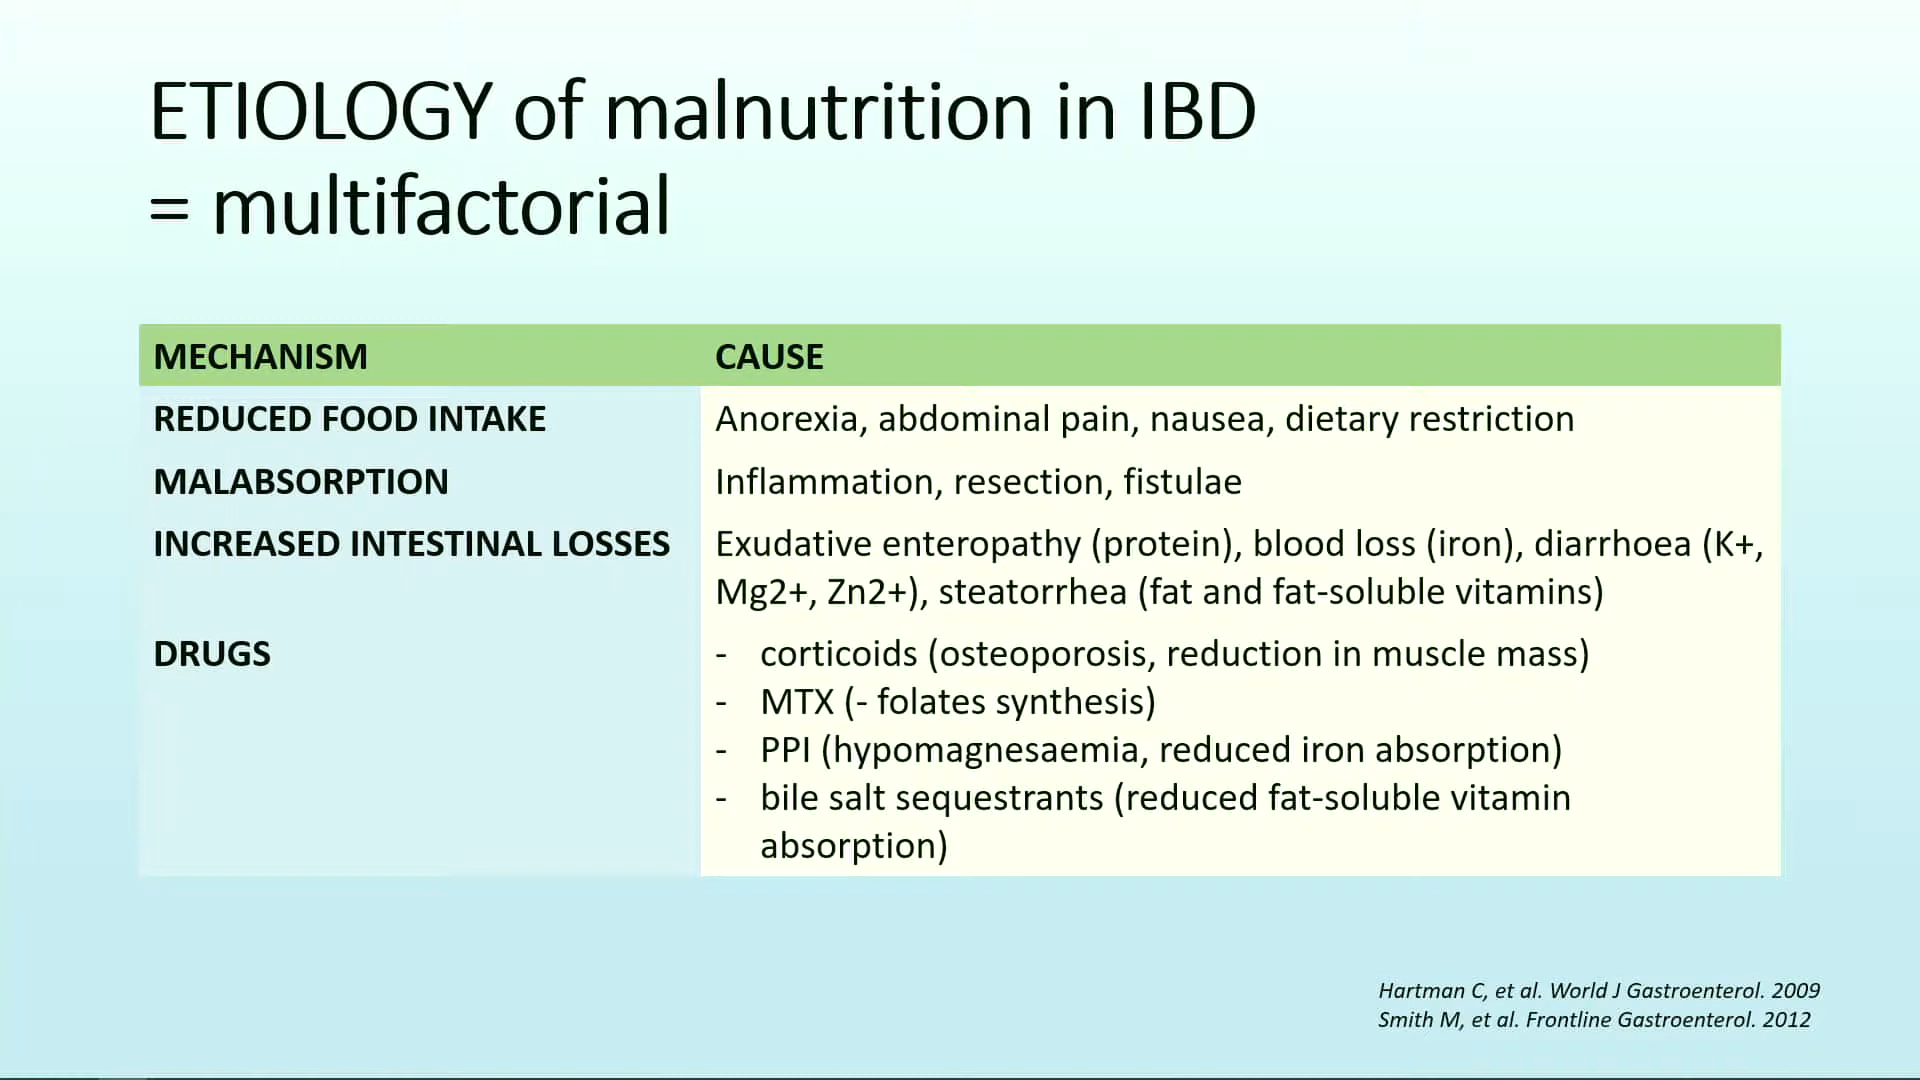 ETIOLOGY of malnutrition in IBD
= multifactorial
MECHANISM CAUSE
REDUCED FOOD INTAKE Anorexia, abdominal pain, nausea, dietary restriction
MALABSORPTION Inflammation, resection, fistulae
INCREASED INTESTINAL LOSSES Exudative enteropathy (protein), blood loss (iron), diarrhoea (K+,
Mg2+, Zn2+), steatorrhea (fat and fat-soluble vitamins)
DRUGS - corticoids (osteoporosis, reduction in muscle mass)
- MTX (- folates synthesis)
- PPI (hypomagnesaemia, reduced iron absorption)
- bile salt sequestrants (reduced fat-soluble vitamin
absorption)
Hartman C, et al. World J Gastroenterol. 2009
Smith M, et al. Frontline Gastroenterol. 2012